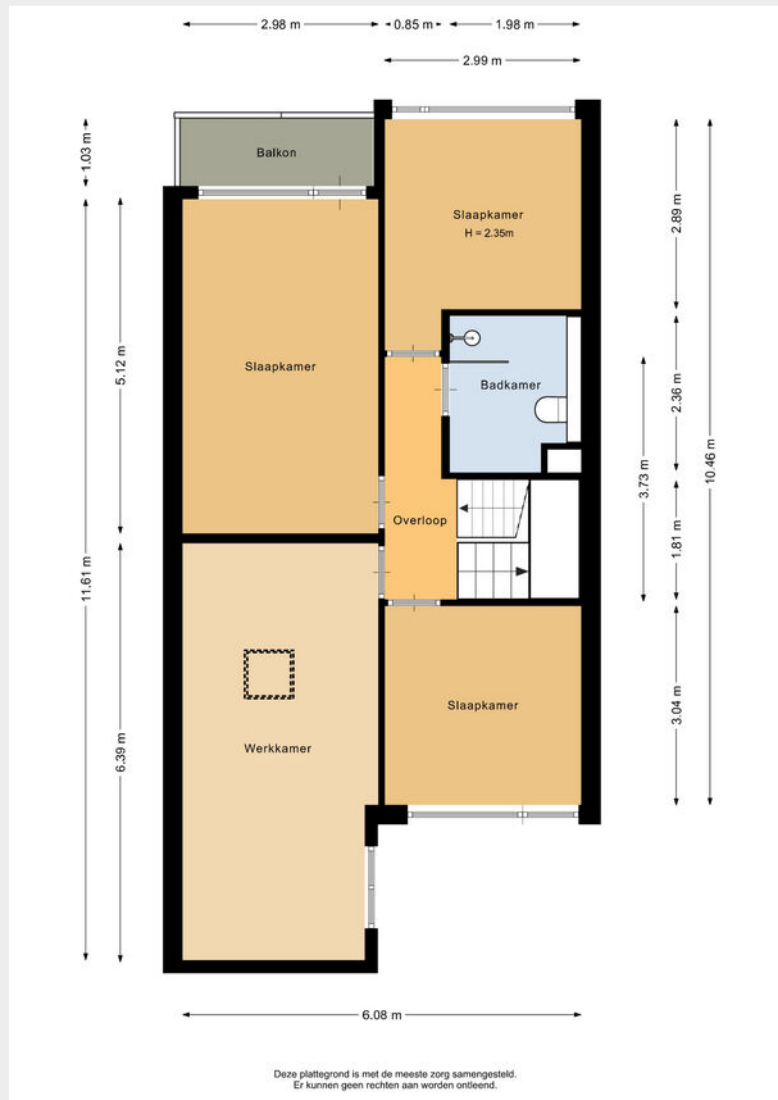 2.98 m
0.85 m
1.98 m
2.99 m
1.03 m
Balkon
Slaapkamer
H = 2.35m
2.89 m
5.12 m
Slaapkamer
Badkamer
2.36 m
10.46 m
3.73 m
Overloop
1.81 m
11.61 m
Slaapkamer
3.04 m
Werkkamer
6.39 m
6.08 m
Deze plattegrond is met de meeste zorg samengesteld.
Er kunnen geen rechten aan worden ontleend.